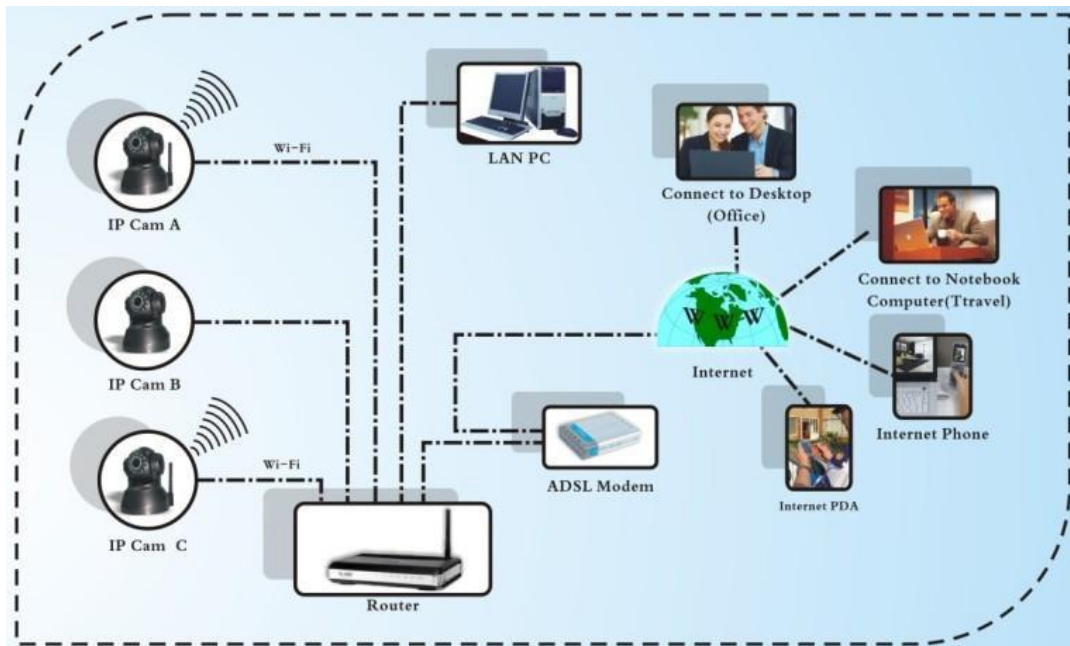 Wi-Fi
IP Cam A
LAN PC
Connect to Desktop
(Office)
Connect to Notebook
Computer(Ttravel)
IP Cam B
W W W
Internet
Internet Phone
Wi-Fi
ADSL Modem
Internet PDA
IP Cam C
Router